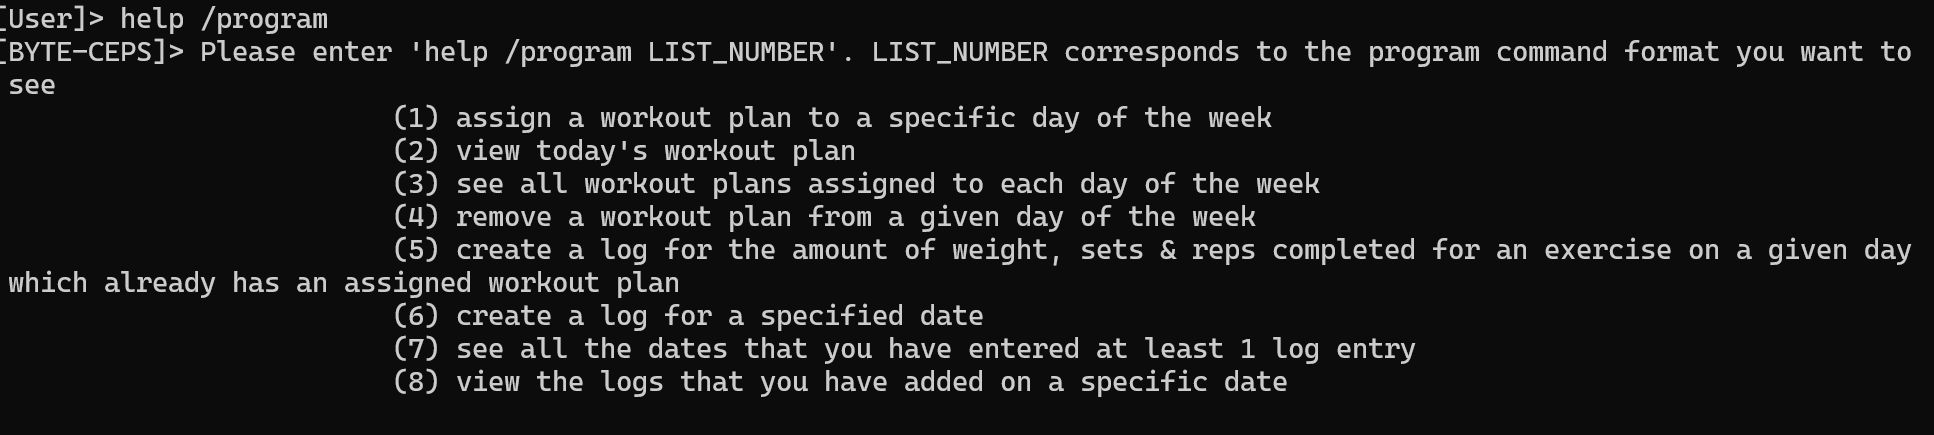 [User]> help /program
[BYTE-CEPS]> Please enter 'help /program LIST_NUMBER'. LIST_NUMBER corresponds to the program command format you want to
see
(1) assign a workout plan to a specific day of the week
(2) view today's workout plan
(3) see all workout plans assigned to each day of the week
(4) remove a workout plan from a given day of the week
(5) create a log for the amount of weight, sets & reps completed for an exercise on a given day
which already has an assigned workout plan
(6) create a log for a specified date
(7) see all the dates that you have entered at least 1 log entry
(8) view the logs that you have added on a specific date